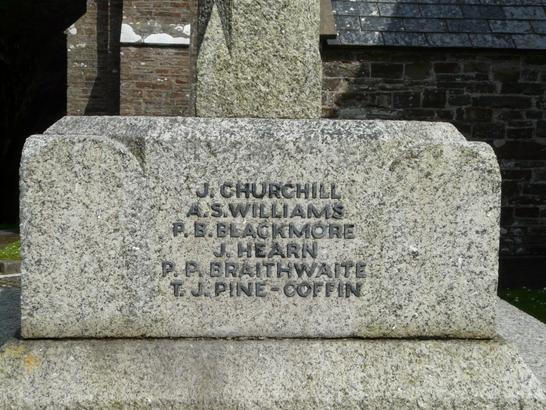 J. CHURCHILL
A. S. WILLIAMS
P. B. BLACKMORE
J. HEARN
P. P. BRAITHWAITE
T. J. PINE-COFFIN